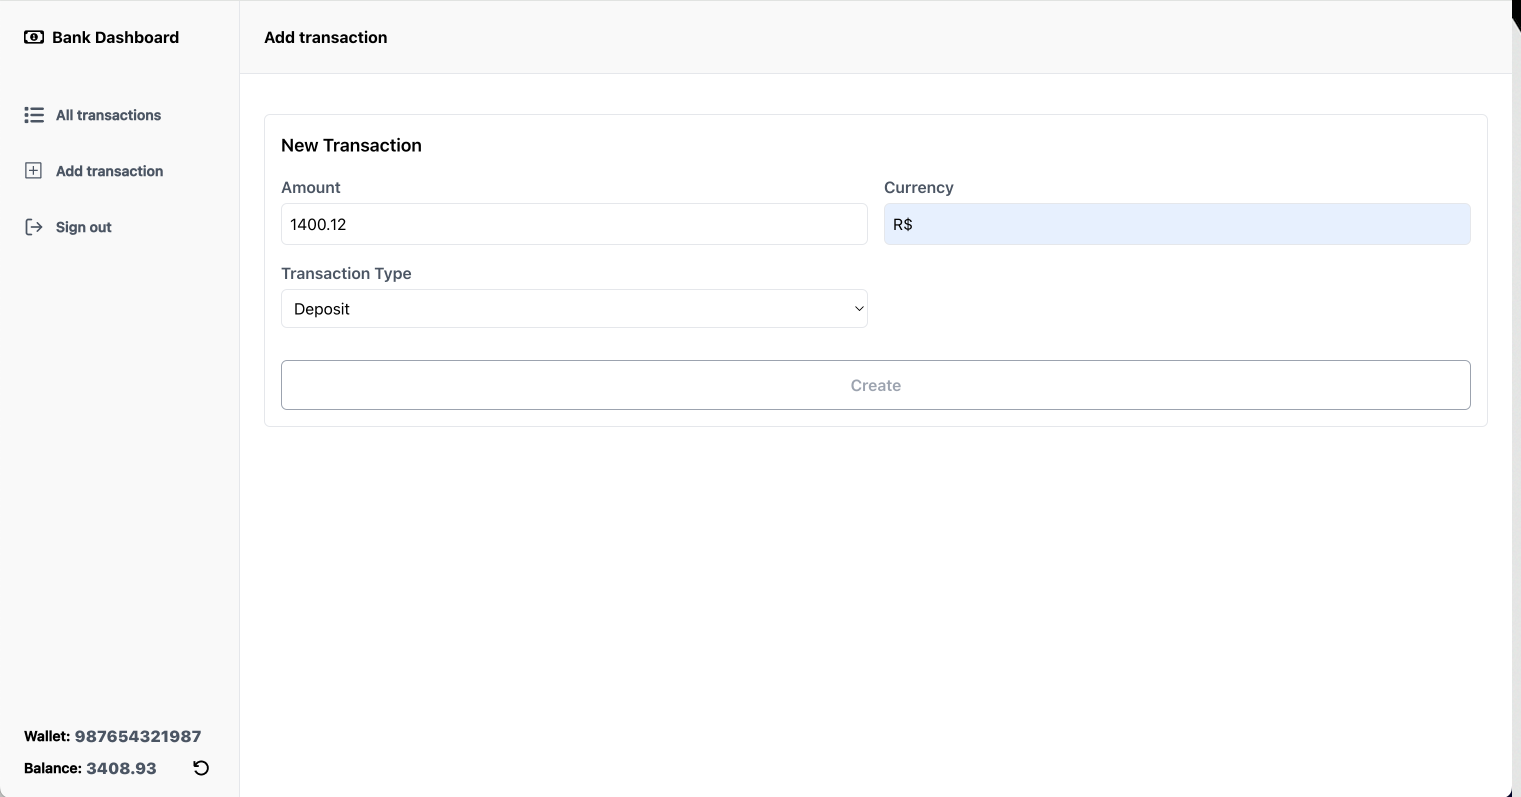 Bank Dashboard
All transactions
Add transaction
Sign out
Wallet: 987654321987
Balance: 3408.93
Add transaction
New Transaction
Amount
1400.12
Currency
R$
Transaction Type
Deposit
Create